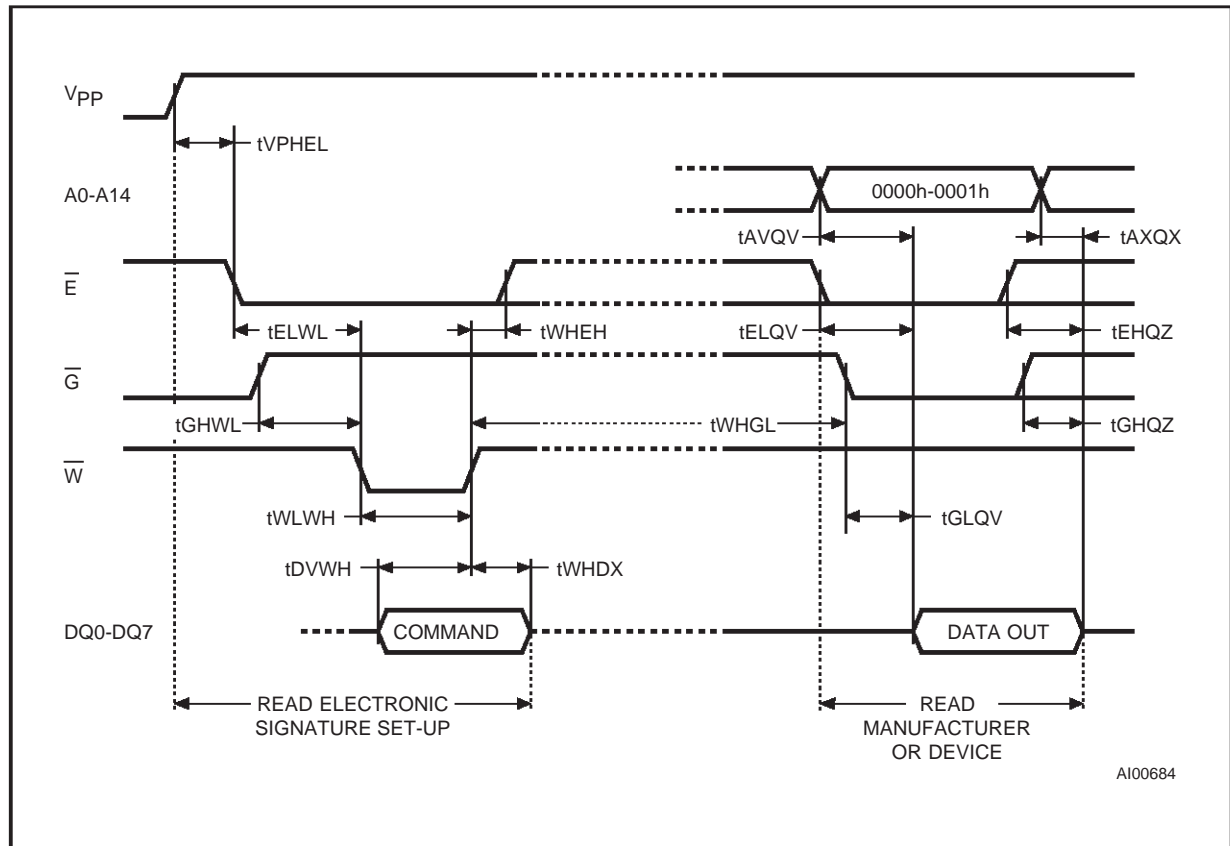 VPP
tVPHEL
A0-A14
0000h-0001h
tAVQV
tAXQX
E
tELWL
tWHEH
tELQV
tEHQZ
G
tGHWL
tWHGL
tGHQZ
W
tWLWH
tGLQV
tDVWH
tWHDX
DQ0-DQ7
COMMAND
DATA OUT
READ ELECTRONIC
SIGNATURE SET-UP
READ
MANUFACTURER
OR DEVICE
AI00684